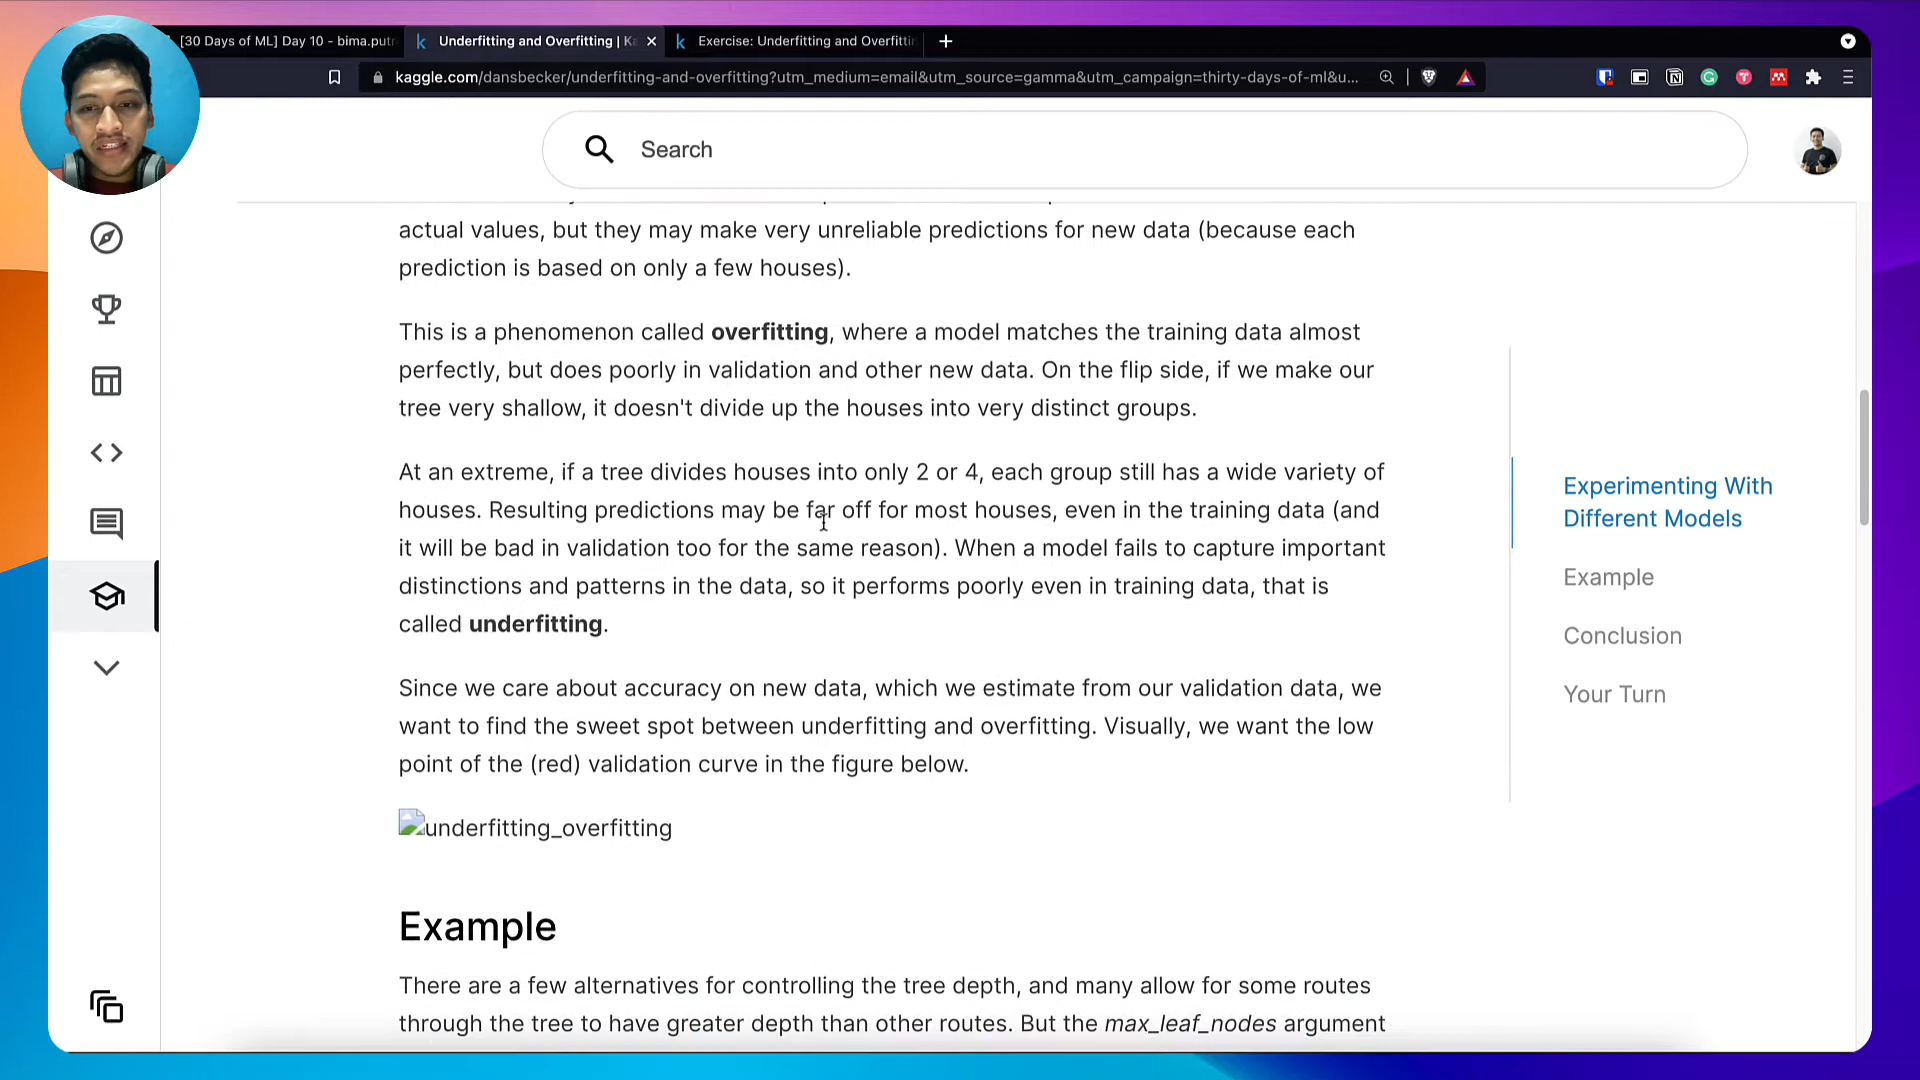 [30 Days of ML] Day 10 - bima.putr
Underfitting and Overfitting | Ka
Exercise: Underfitting and Overfittin
kaggle.com/dansbecker/underfitting-and-overfitting?utm_medium=email&utm_source=gamma&utm_campaign=thirty-days-of-ml&u...
Search
actual values, but they may make very unreliable predictions for new data (because each
prediction is based on only a few houses).
This is a phenomenon called overfitting, where a model matches the training data almost
perfectly, but does poorly in validation and other new data. On the flip side, if we make our
tree very shallow, it doesn't divide up the houses into very distinct groups.
At an extreme, if a tree divides houses into only 2 or 4, each group still has a wide variety of
houses. Resulting predictions may be far off for most houses, even in the training data (and
it will be bad in validation too for the same reason). When a model fails to capture important
distinctions and patterns in the data, so it performs poorly even in training data, that is
called underfitting.
Since we care about accuracy on new data, which we estimate from our validation data, we
want to find the sweet spot between underfitting and overfitting. Visually, we want the low
point of the (red) validation curve in the figure below.
underfitting_overfitting
Example
There are a few alternatives for controlling the tree depth, and many allow for some routes
through the tree to have greater depth than other routes. But the max_leaf_nodes argument
Experimenting With
Different Models
Example
Conclusion
Your Turn